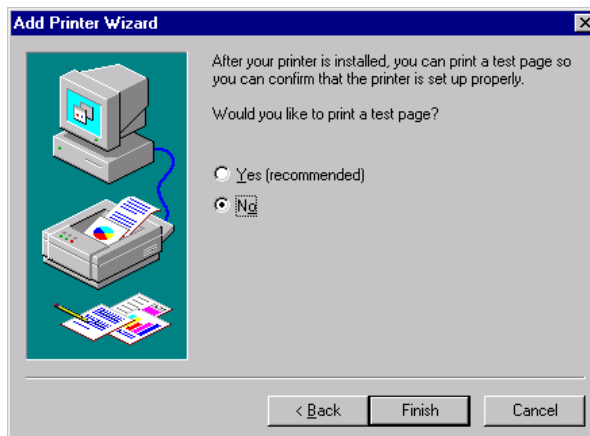 Add Printer Wizard
After your printer is installed, you can print a test page so
you can confirm that the printer is set up properly.
Would you like to print a test page?
Yes (recommended)
No
< Back
Finish
Cancel